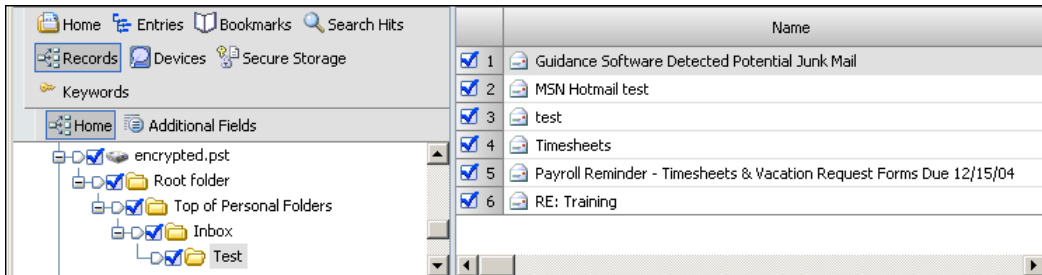 Home Entries Bookmarks Search Hits
Records Devices Secure Storage
Keywords
Home Additional Fields
encrypted.pst
Root folder
Top of Personal Folders
Inbox
Test
Name
1 Guidance Software Detected Potential Junk Mail
2 MSN Hotmail test
3 test
4 Timesheets
5 Payroll Reminder - Timesheets & Vacation Request Forms Due 12/15/04
6 RE: Training